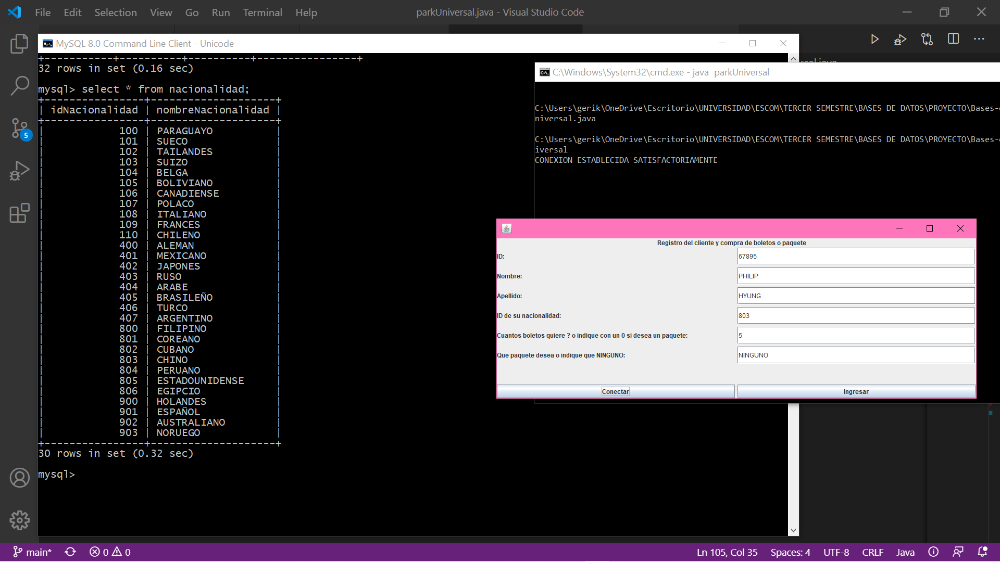 File Edit Selection View Go Run Terminal Help
parkUniversal.java - Visual Studio Code
5
MySQL 8.0 Command Line Client - Unicode
+-----------+----------+----------+----------------+
32 rows in set (0.16 sec)
mysql> select * from nacionalidad;
+----------------+--------------------+
| idNacionalidad | nombreNacionalidad |
+----------------+--------------------+
| 100 | PARAGUAYO |
| 101 | SUECO |
| 102 | TAILANDES |
| 103 | SUIZO |
| 104 | BELGA |
| 105 | BOLIVIANO |
| 106 | CANADIENSE |
| 107 | POLACO |
| 108 | ITALIANO |
| 109 | FRANCES |
| 110 | CHILENO |
| 400 | ALEMAN |
| 401 | MEXICANO |
| 402 | JAPONES |
| 403 | RUSO |
| 404 | ARABE |
| 405 | BRASILEÑO |
| 406 | TURCO |
| 407 | ARGENTINO |
| 800 | FILIPINO |
| 801 | COREANO |
| 802 | CUBANO |
| 803 | CHINO |
| 804 | PERUANO |
| 805 | ESTADOUNIDENSE |
| 806 | EGIPCIO |
| 900 | HOLANDES |
| 901 | ESPAÑOL |
| 902 | AUSTRALIANO |
| 903 | NORUEGO |
+----------------+--------------------+
30 rows in set (0.32 sec)
mysql>
C:\Windows\System32\cmd.exe - java parkUniversal
C:\Users\gerik\OneDrive\Escritorio\UNIVERSIDAD\ESCOM\TERCER SEMESTRE\BASES DE DATOS\PROYECTO\Bases-
niversal.java
C:\Users\gerik\OneDrive\Escritorio\UNIVERSIDAD\ESCOM\TERCER SEMESTRE\BASES DE DATOS\PROYECTO\Bases-
iversal
CONEXION ESTABLECIDA SATISFACTORIAMENTE
Registro del cliente y compra de boletos o paquete
ID: 67895
Nombre: PHILIP
Apellido: HYUNG
ID de su nacionalidad: 803
Cuantos boletos quiere ? o indique con un 0 si desea un paquete: 5
Que paquete desea o indique que NINGUNO: NINGUNO
Conectar Ingresar
main* 0 0 Ln 105, Col 35 Spaces: 4 UTF-8 CRLF Java